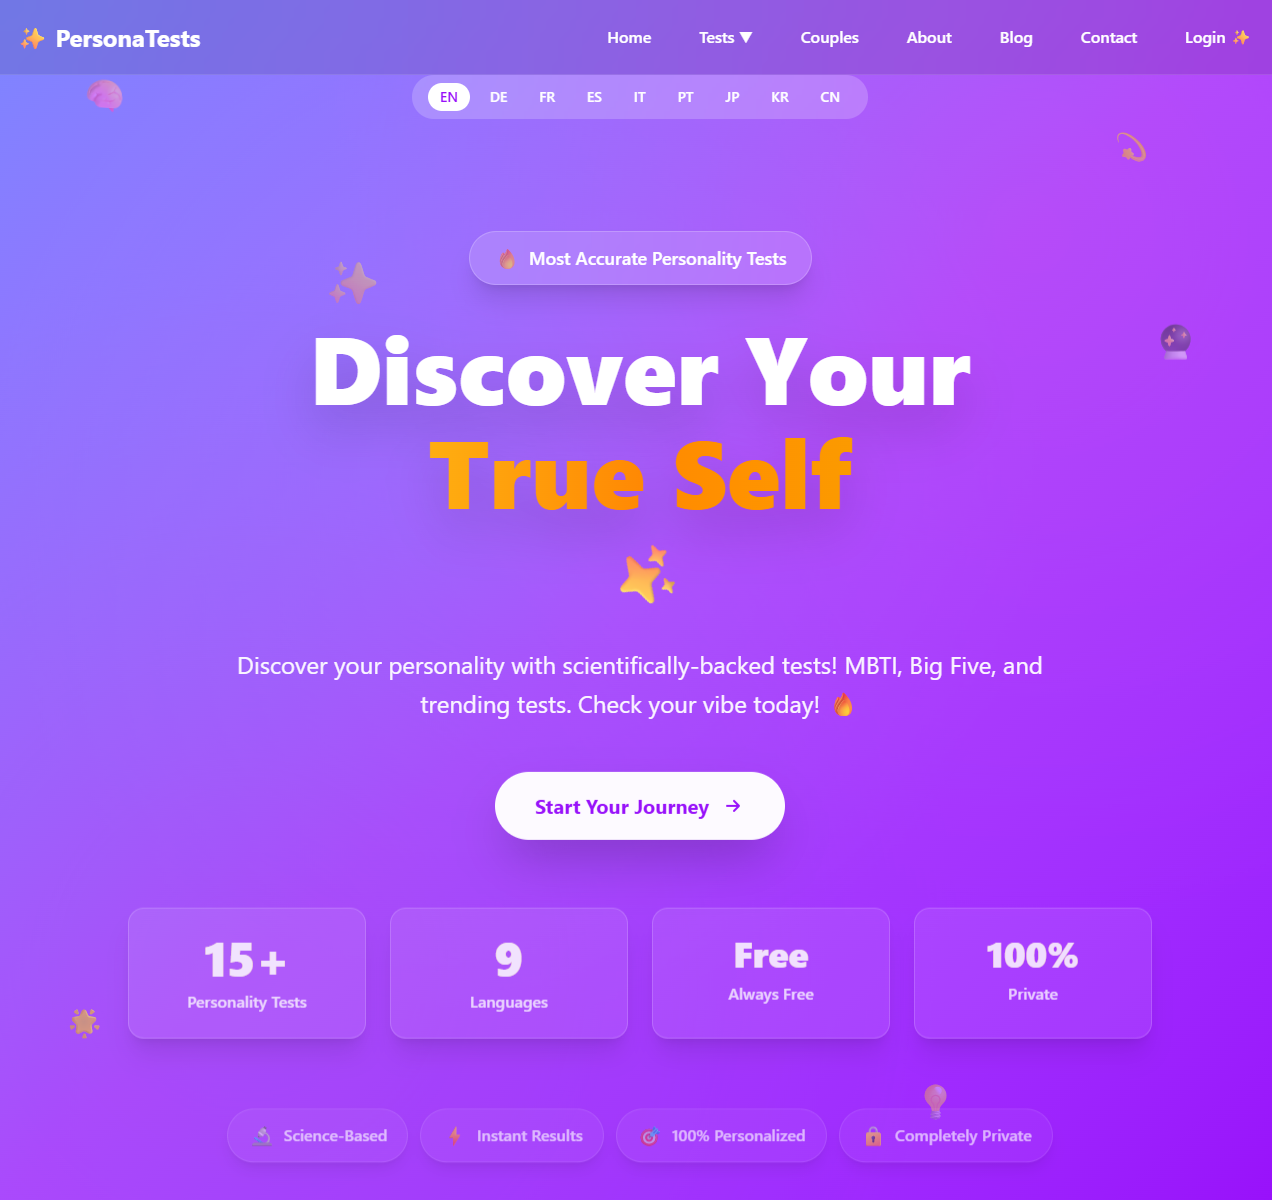 PersonaTests
Home Tests ▼ Couples About Blog Contact Login
EN DE FR ES IT PT JP KR CN
Most Accurate Personality Tests
Discover Your
True Self
Discover your personality with scientifically-backed tests! MBTI, Big Five, and
trending tests. Check your vibe today!
Start Your Journey →
15+
Personality Tests
9
Languages
Free
Always Free
100%
Private
Science-Based
Instant Results
100% Personalized
Completely Private